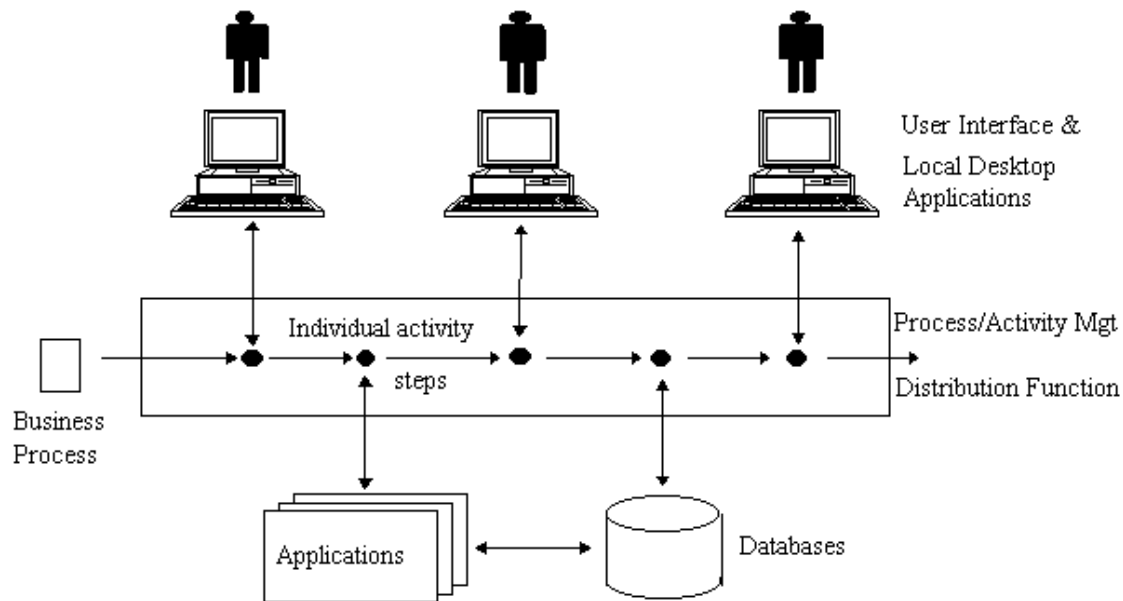 User Interface &
Local Desktop
Applications
Individual activity
steps
Process/Activity Mgt
Distribution Function
Business
Process
Applications
Databases